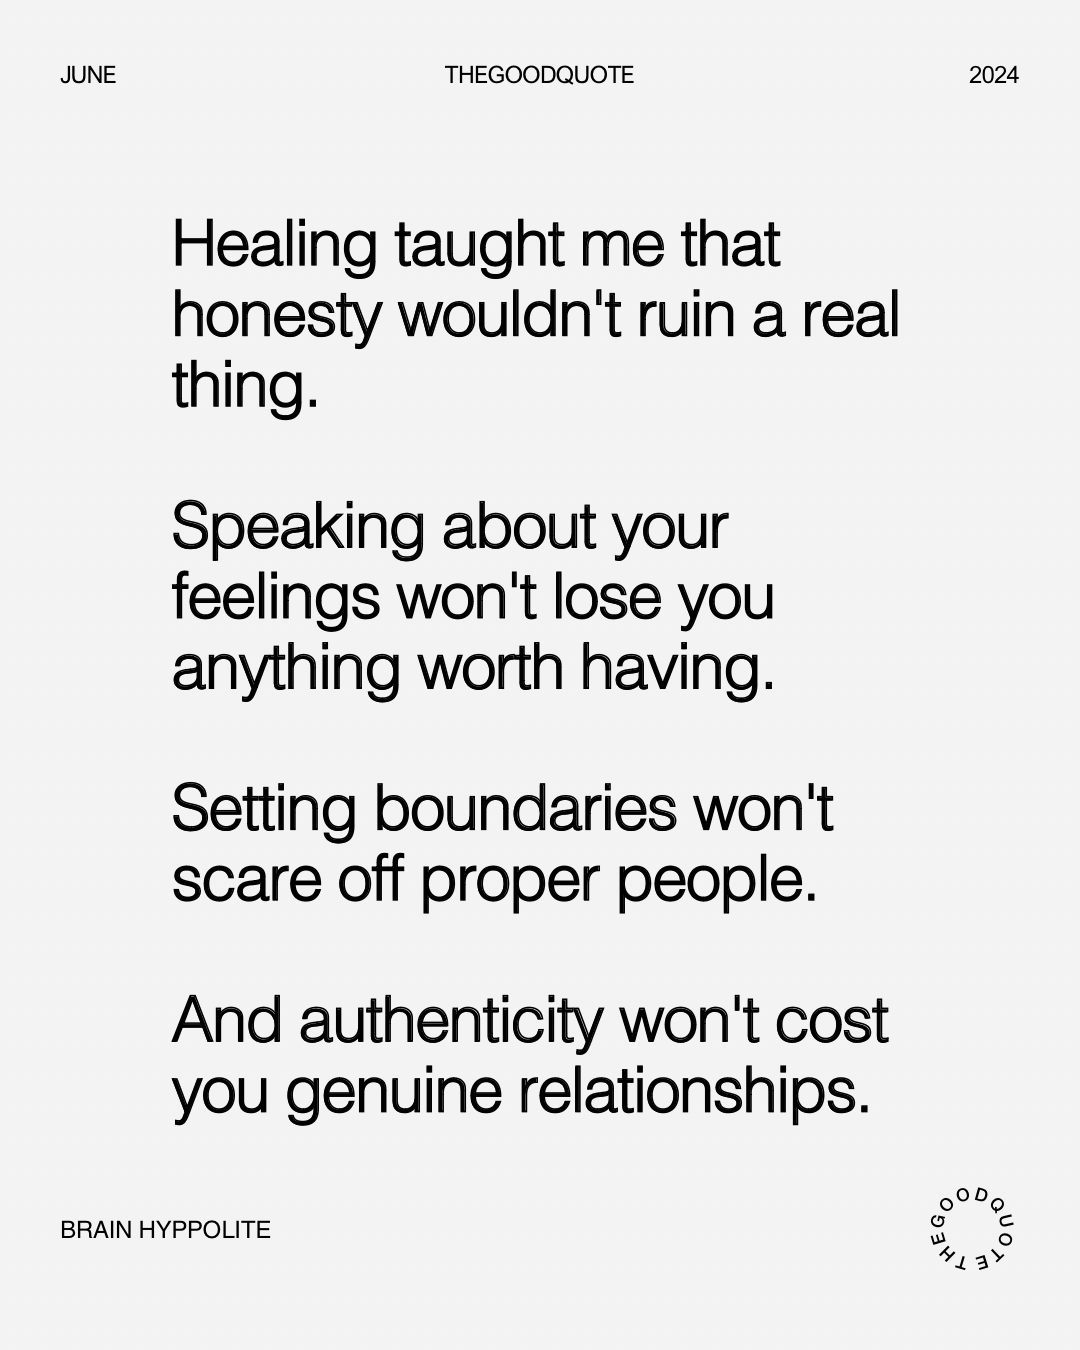 JUNE THEGOODQUOTE 2024
Healing taught me that
honesty wouldn't ruin a real
thing.
Speaking about your
feelings won't lose you
anything worth having.
Setting boundaries won't
scare off proper people.
And authenticity won't cost
you genuine relationships.
BRAIN HYPPOLITE
THEGOODQUOTE